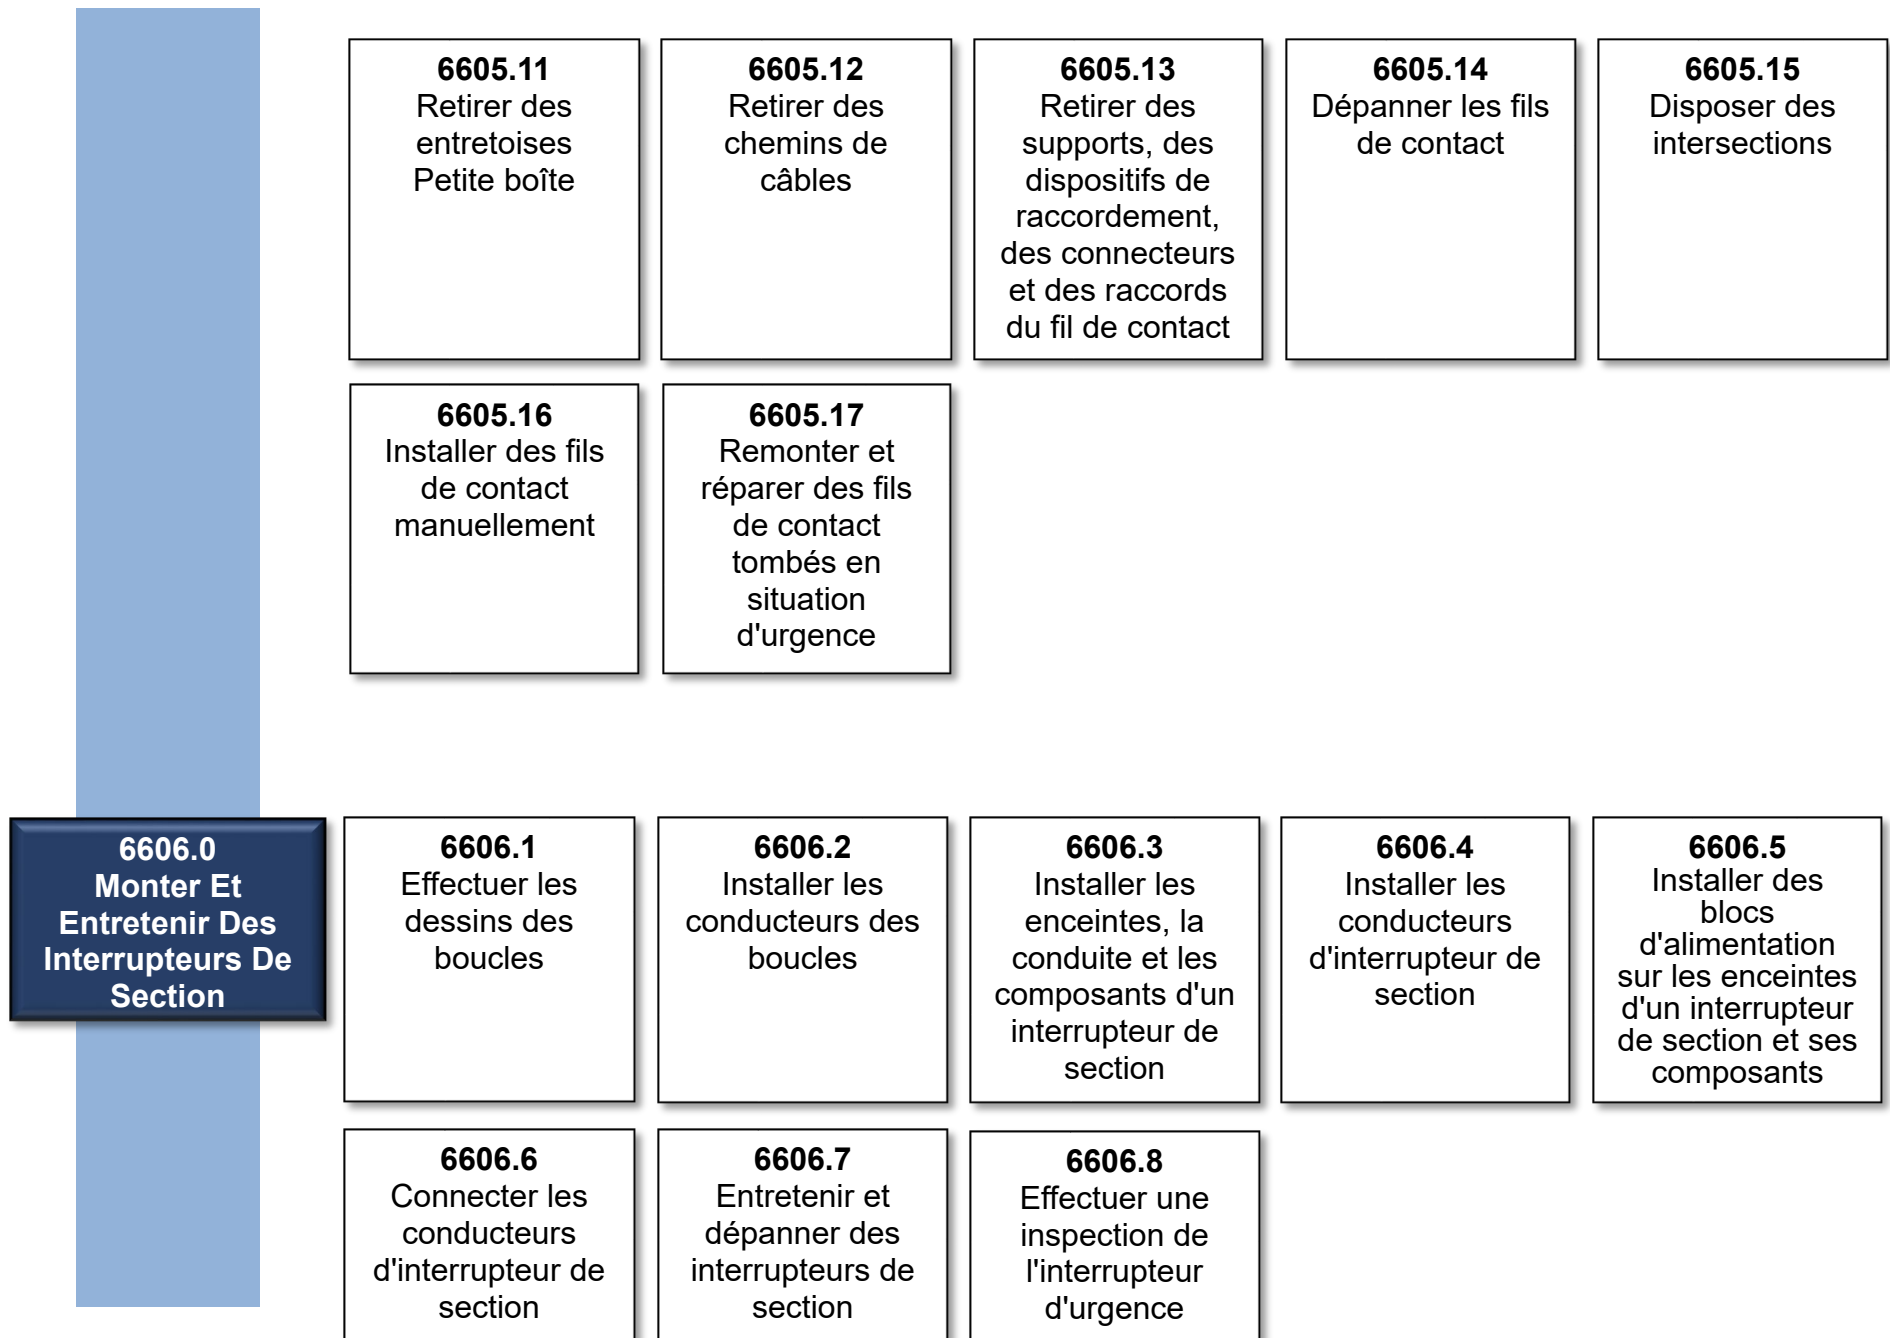 6605.11
Retirer des
entretoises
Petite boîte
6605.12
Retirer des
chemins de
câbles
6605.13
Retirer des
supports, des
dispositifs de
raccordement,
des connecteurs
et des raccords
du fil de contact
6605.14
Dépanner les fils
de contact
6605.15
Disposer des
intersections
6605.16
Installer des fils
de contact
manuellement
6605.17
Remonter et
réparer des fils
de contact
tombés en
situation
d'urgence
6606.0
Monter Et
Entretenir Des
Interrupteurs De
Section
6606.1
Effectuer les
dessins des
boucles
6606.2
Installer les
conducteurs des
boucles
6606.3
Installer les
enceintes, la
conduite et les
composants d'un
interrupteur de
section
6606.4
Installer les
conducteurs
d'interrupteur de
section
6606.5
Installer des
blocs
d'alimentation
sur les enceintes
d'un interrupteur
de section et ses
composants
6606.6
Connecter les
conducteurs
d'interrupteur de
section
6606.7
Entretenir et
dépanner des
interrupteurs de
section
6606.8
Effectuer une
inspection de
l'interrupteur
d'urgence